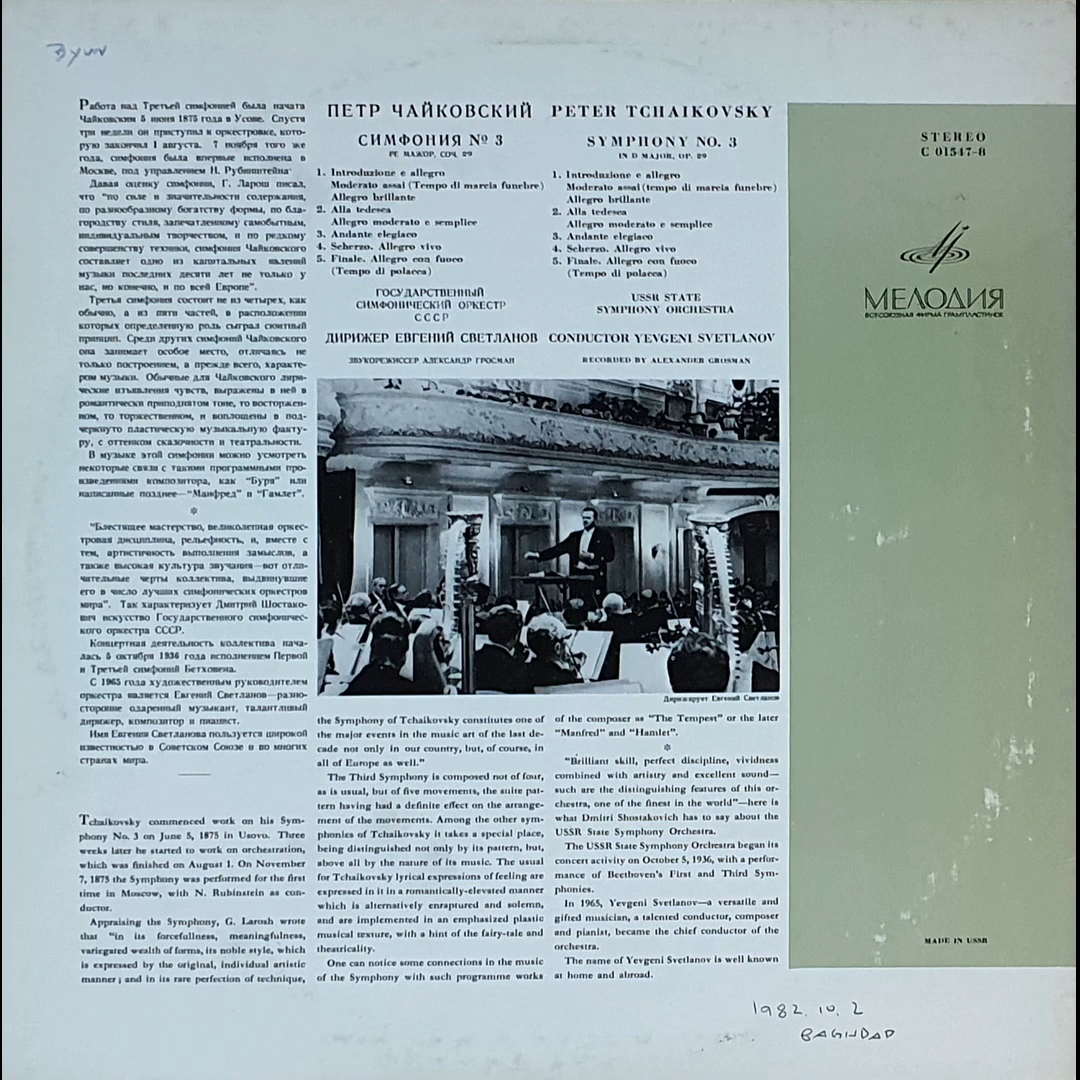 Byun
Работа над Третьей симфонией была начата
Чайковским 5 июня 1875 года в Усове. Спустя
три недели он приступил к оркестровке, кото-
рую закончил 1 августа. 7 ноября того же
года, симфония была впервые исполнена в
Москве, под управлением Н. Рубинштейна
Давая оценку симфонии, Г. Ларош писал,
что "по силе и значительности содержания,
по разнообразному богатству формы, по бла-
городству стиля, запечатленному самобытным,
индивидуальным творчеством, и по редкому
совершенству техники, симфония Чайковского
составляет одно из капитальных явлений
музыки последних десяти лет не только у
нас, но конечно, и по всей Европе".
Третья симфония состоит не из четырех, как
обычно, а из пяти частей, в расположении
которых определенную роль сыграл сюитный
принцип. Среди других симфоний Чайковского
она занимает особое место, отличаясь не
только построением, а прежде всего, характе-
ром музыки. Обычные для Чайковского лири-
ческие изъявления чувств, выражены в ней в
романтически приподнятом тоне, то восторжен-
ном, то торжественном, и воплощены в под-
черкнуто пластическую музыкальную факту-
ру, с оттенком сказочности и театральности.
В музыке этой симфонии можно усмотреть
некоторые связи с такими программными про-
изведениями композитора, как "Буря" или
написанные позднее—"Манфред" и "Гамлет".
*
"Блестящее мастерство, великолепная оркес-
тровая дисциплина, рельефность, и, вместе с
тем, артистичность выполнения замыслов, а
также высокая культура звучания—вот отли-
чительные черты коллектива, выдвинувшие
его в число лучших симфонических оркестров
мира". Так характеризует Дмитрий Шостако-
вич искусство Государственного симфоничес-
кого оркестра СССР.
Концертная деятельность коллектива нача-
лась 5 октября 1936 года исполнением Первой
и Третьей симфоний Бетховена.
С 1965 года художественным руководителем
оркестра является Евгений Светланов—разно-
сторонне одаренный музыкант, талантливый
дирижер, композитор и пианист.
Имя Евгения Светланова пользуется широкой
известностью в Советском Союзе и во многих
странах мира.
ПЕТР ЧАЙКОВСКИЙ
СИМФОНИЯ № 3
РЕ МАЖОР, СОЧ. 29
1. Introduzione e allegro
Moderato assai (Tempo di marcia funebre)
Allegro brillante
2. Alla tedesca
Allegro moderato e semplice
3. Andante elegiaco
4. Scherzo. Allegro vivo
5. Finale. Allegro con fuoco
(Tempo di polacca)
ГОСУДАРСТВЕННЫЙ
СИМФОНИЧЕСКИЙ ОРКЕСТР
СССР
ДИРИЖЕР ЕВГЕНИЙ СВЕТЛАНОВ
ЗВУКОРЕЖИССЕР АЛЕКСАНДР ГРОСМАН
PETER TCHAIKOVSKY
SYMPHONY NO. 3
IN D MAJOR, OP. 29
1. Introduzione e allegro
Moderato assai (tempo di marcia funebre)
Allegro brillante
2. Alla tedesca
Allegro moderato e semplice
3. Andante elegiaco
4. Scherzo. Allegro vivo
5. Finale. Allegro con fuoco
(Tempo di polacca)
USSR STATE
SYMPHONY ORCHESTRA
CONDUCTOR YEVGENI SVETLANOV
RECORDED BY ALEXANDER GROSMAN
Дирижирует Евгений Светланов
Tchaikovsky commenced work on his Sym-
phony No. 3 on June 5, 1875 in Usovo. Three
weeks later he started to work on orchestration,
which was finished on August 1. On November
7, 1875 the Symphony was performed for the first
time in Moscow, with N. Rubinstein as con-
ductor.
Appraising the Symphony, G. Larosh wrote
that "in its forcefullness, meaningfulness,
variegated wealth of forms, its noble style, which
is expressed by the original, individual artistic
manner; and in its rare perfection of technique,
the Symphony of Tchaikovsky constitutes one of
the major events in the music art of the last de-
cade not only in our country, but, of course, in
all of Europe as well."
The Third Symphony is composed not of four,
as is usual, but of five movements, the suite pat-
tern having had a definite effect on the arrange-
ment of the movements. Among the other sym-
phonies of Tchaikovsky it takes a special place,
being distinguished not only by its pattern, but,
above all by the nature of its music. The usual
for Tchaikovsky lyrical expressions of feeling are
expressed in it in a romantically-elevated manner
which is alternatively enraptured and solemn,
and are implemented in an emphasized plastic
musical texture, with a hint of the fairy-tale and
theatricality.
One can notice some connections in the music
of the Symphony with such programme works
of the composer as "The Tempest" or the later
"Manfred" and "Hamlet".
*
"Brilliant skill, perfect discipline, vividness
combined with artistry and excellent sound—
such are the distinguishing features of this or-
chestra, one of the finest in the world"—here is
what Dmitri Shostakovich has to say about the
USSR State Symphony Orchestra.
The USSR State Symphony Orchestra began its
concert activity on October 5, 1936, with a perfor-
mance of Beethoven's First and Third Sym-
phonies.
In 1965, Yevgeni Svetlanov—a versatile and
gifted musician, a talented conductor, composer
and pianist, became the chief conductor of the
orchestra.
The name of Yevgeni Svetlanov is well known
at home and abroad.
STEREO
С 01547-8
МЕЛОДИЯ
ВСЕСОЮЗНАЯ ФИРМА ГРАМПЛАСТИНОК
MADE IN USSR
1982. 10. 2
BAGHDAD